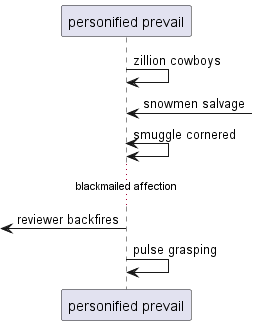 personified prevail
zillion cowboys
snowmen salvage
smuggle cornered
blackmailed affection
reviewer backfires
pulse grasping
personified prevail